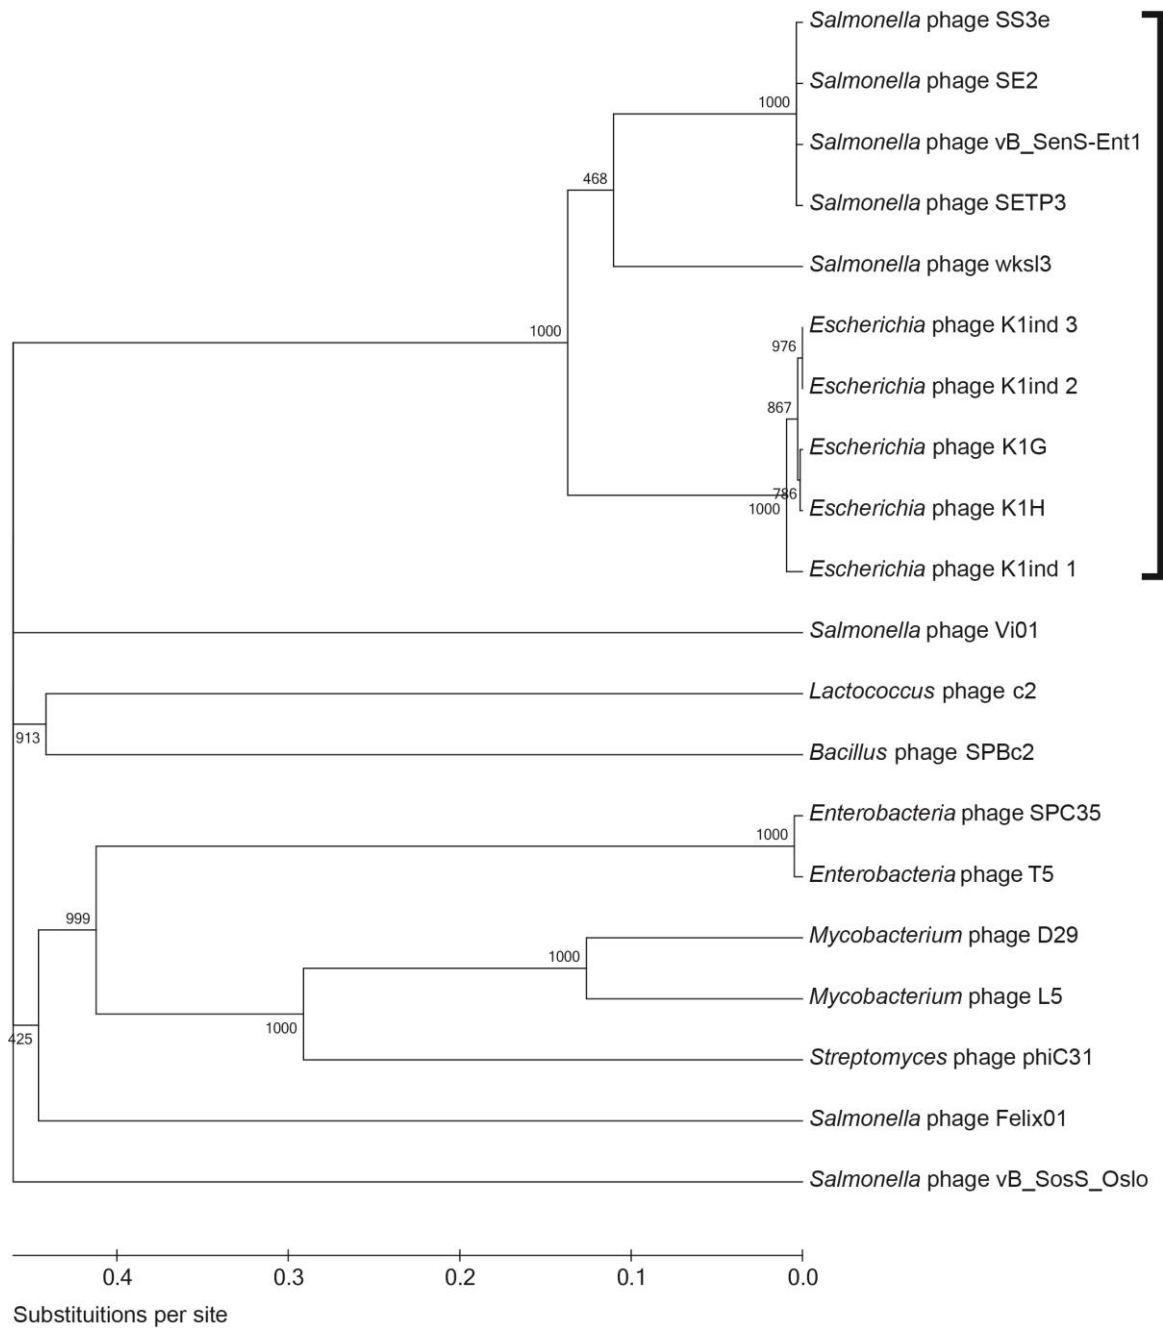 Salmonella phage SS3e
1000
Salmonella phage SE2
Salmonella phage vB_SenS-Ent1
468
Salmonella phage SETP3
Salmonella phage wksl3
1000
Escherichia phage K1ind 3
976
Escherichia phage K1ind 2
867
Escherichia phage K1G
786
1000
Escherichia phage K1H
Escherichia phage K1ind 1
Salmonella phage Vi01
Lactococcus phage c2
913
Bacillus phage SPBc2
Enterobacteria phage SPC35
1000
Enterobacteria phage T5
999
Mycobacterium phage D29
1000
Mycobacterium phage L5
1000
425
Streptomyces phage phiC31
Salmonella phage Felix01
Salmonella phage vB_SosS_Oslo
0.4 0.3 0.2 0.1 0.0
Substituitions per site